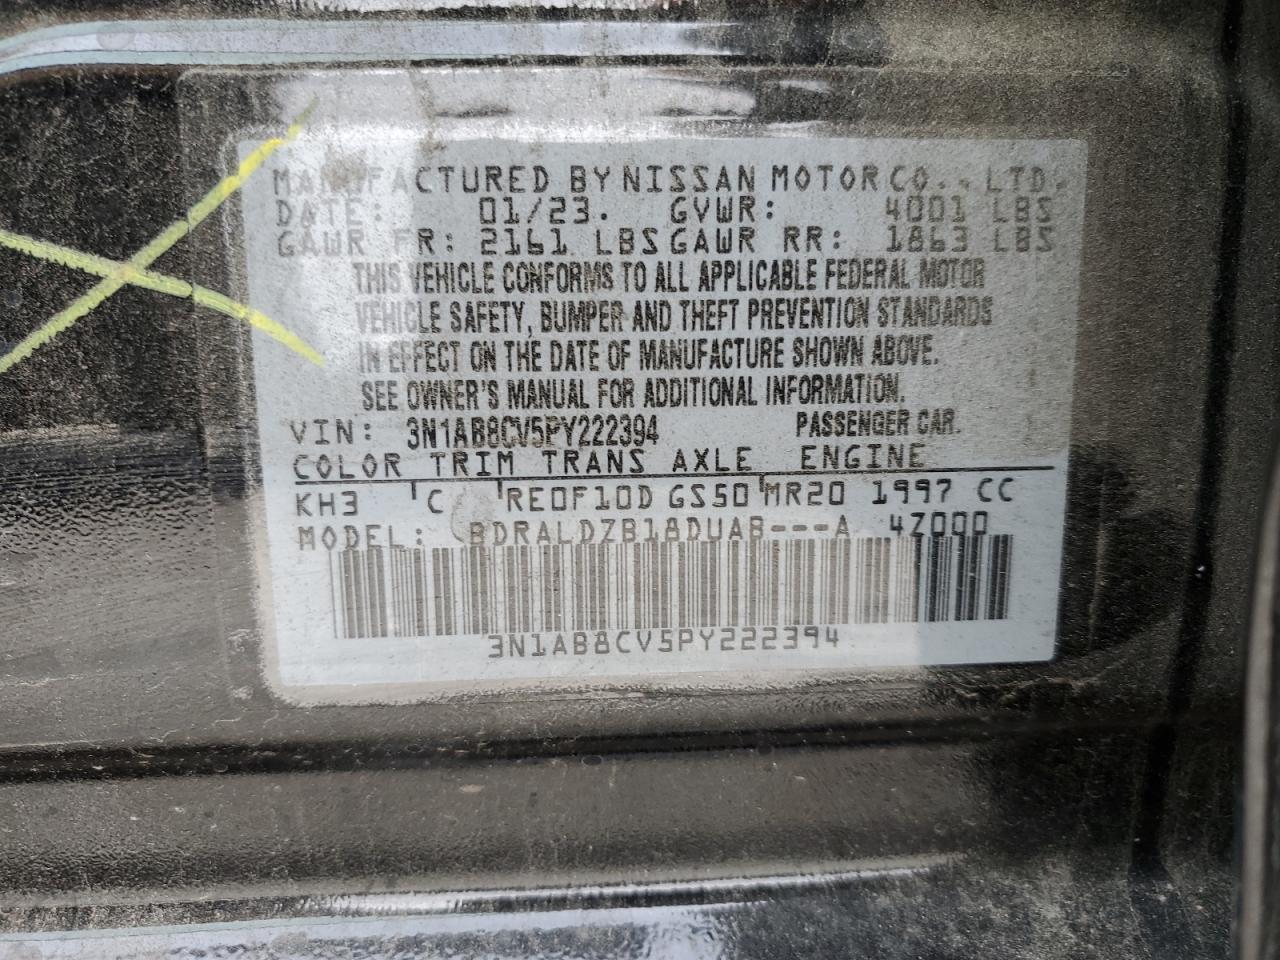 MANUFACTURED BY NISSAN MOTOR CO., LTD.
DATE: 01/23. GVWR: 4001 LBS
GAWR FR: 2161 LBS GAWR RR: 1863 LBS
THIS VEHICLE CONFORMS TO ALL APPLICABLE FEDERAL MOTOR
VEHICLE SAFETY, BUMPER AND THEFT PREVENTION STANDARDS
IN EFFECT ON THE DATE OF MANUFACTURE SHOWN ABOVE.
SEE OWNER'S MANUAL FOR ADDITIONAL INFORMATION.
VIN: 3N1AB8CV5PY222394 PASSENGER CAR.
COLOR TRIM TRANS AXLE ENGINE
KH3 C RE0F10D GS50 MR20 1997 CC
MODEL: BDRALDZB18DUAB---A 4Z000
3N1AB8CV5PY222394